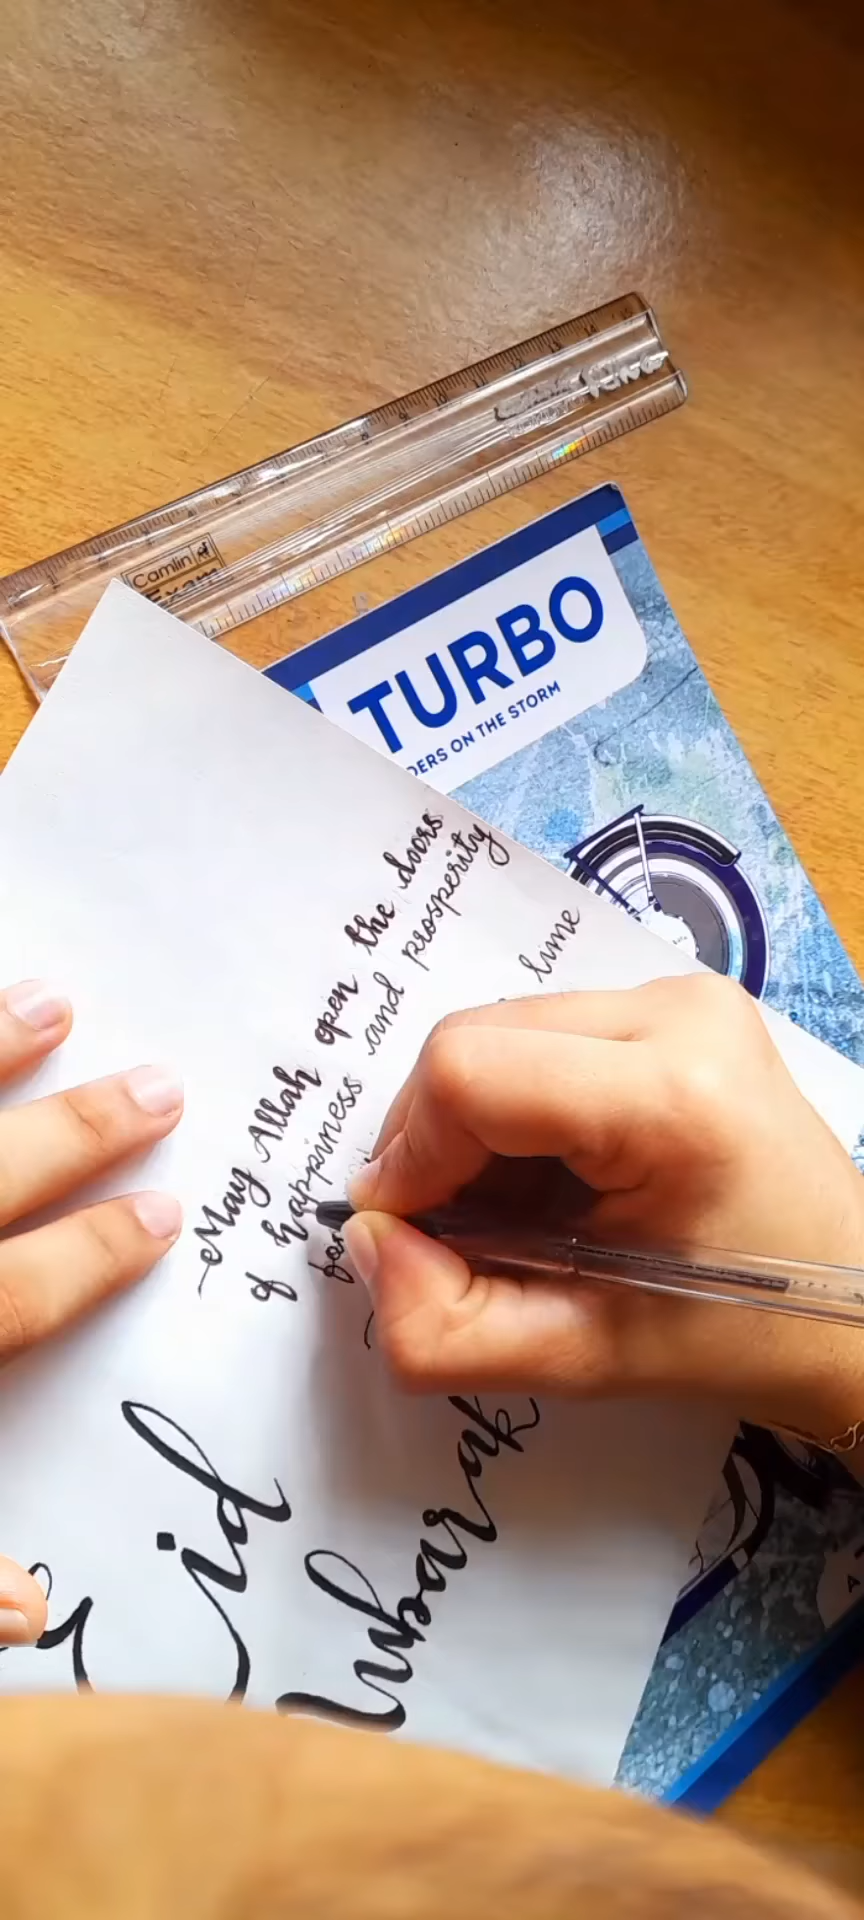 Camlin
Exam
TURBO
DERS ON THE STORM
May Allah open the doors
of happiness and prosperity
for
time
Eid
Mubarak